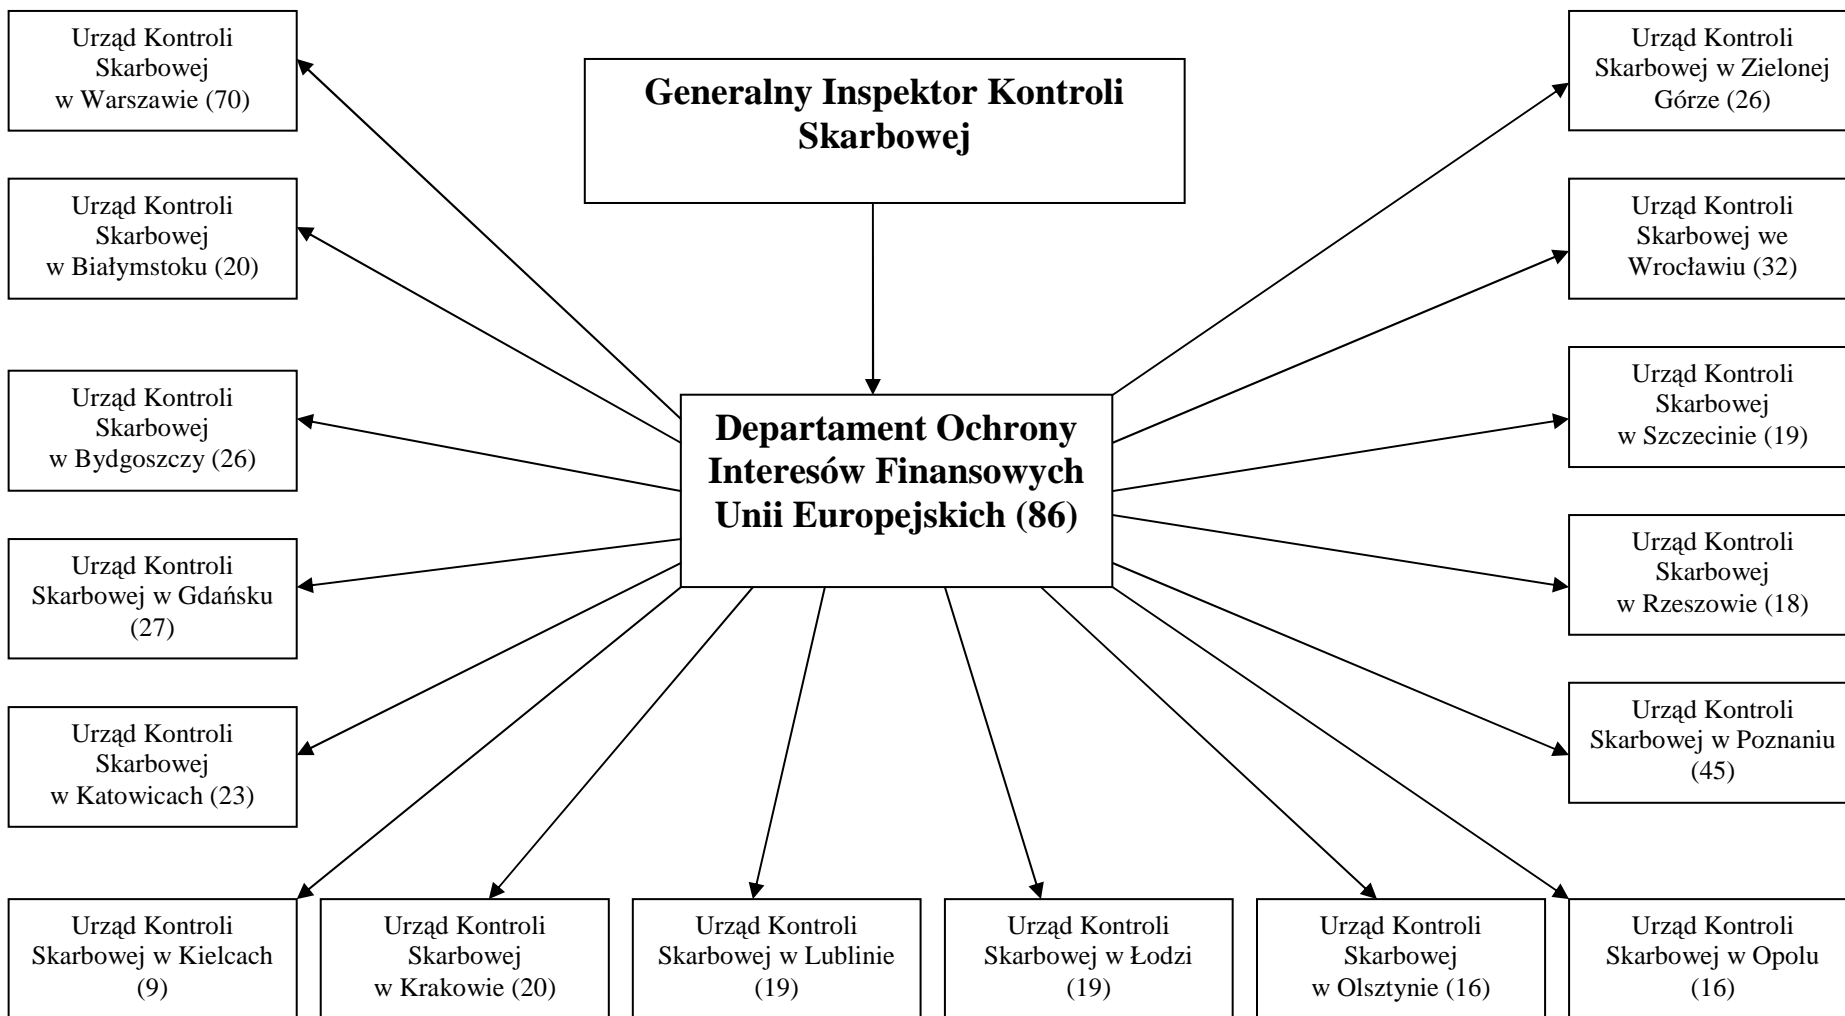 Urząd Kontroli
Skarbowej
w Warszawie (70)
Generalny Inspektor Kontroli
Skarbowej
Urząd Kontroli
Skarbowej w Zielonej
Górze (26)
Urząd Kontroli
Skarbowej
w Białymstoku (20)
Urząd Kontroli
Skarbowej we
Wrocławiu (32)
Urząd Kontroli
Skarbowej
w Bydgoszczy (26)
Departament Ochrony
Interesów Finansowych
Unii Europejskich (86)
Urząd Kontroli
Skarbowej
w Szczecinie (19)
Urząd Kontroli
Skarbowej w Gdańsku
(27)
Urząd Kontroli
Skarbowej
w Rzeszowie (18)
Urząd Kontroli
Skarbowej
w Katowicach (23)
Urząd Kontroli
Skarbowej w Poznaniu
(45)
Urząd Kontroli
Skarbowej w Kielcach
(9)
Urząd Kontroli
Skarbowej
w Krakowie (20)
Urząd Kontroli
Skarbowej w Lublinie
(19)
Urząd Kontroli
Skarbowej w Łodzi
(19)
Urząd Kontroli
Skarbowej
w Olsztynie (16)
Urząd Kontroli
Skarbowej w Opolu
(16)